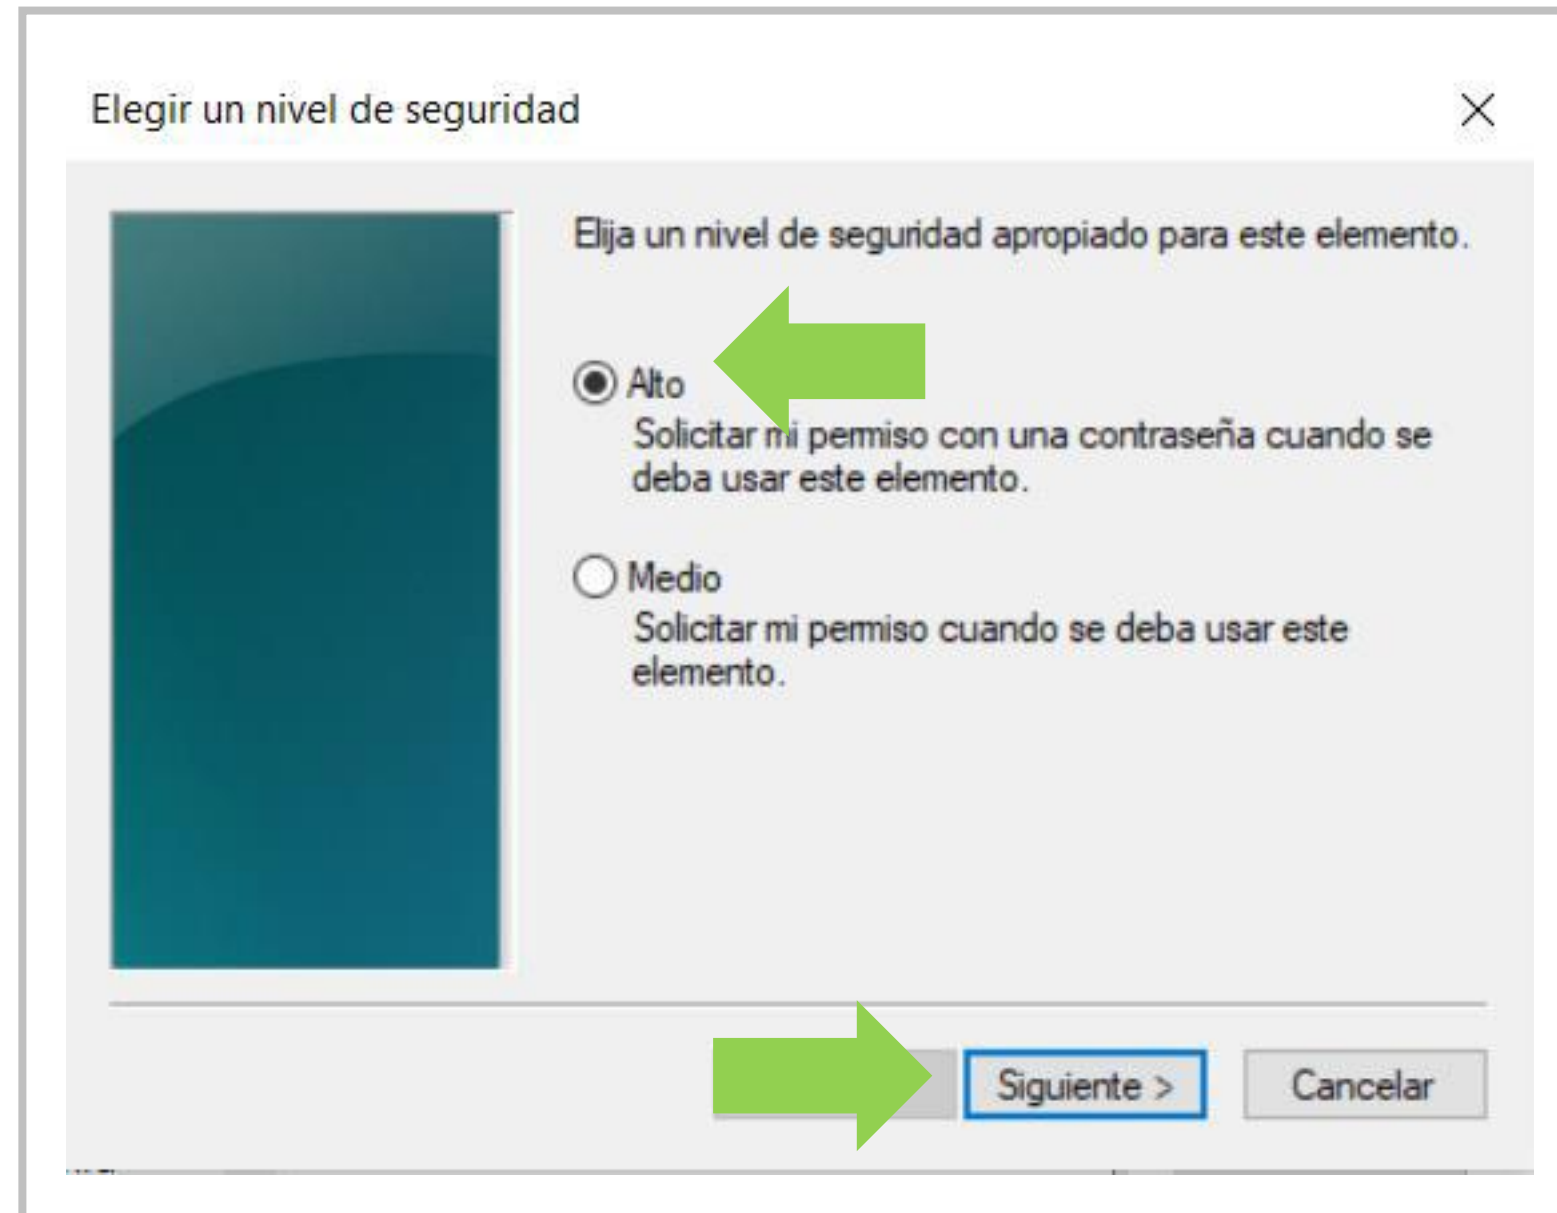 Elegir un nivel de seguridad
Elija un nivel de seguridad apropiado para este elemento.
Alto
Solicitar mi permiso con una contraseña cuando se
deba usar este elemento.
Medio
Solicitar mi permiso cuando se deba usar este
elemento.
Siguiente >
Cancelar